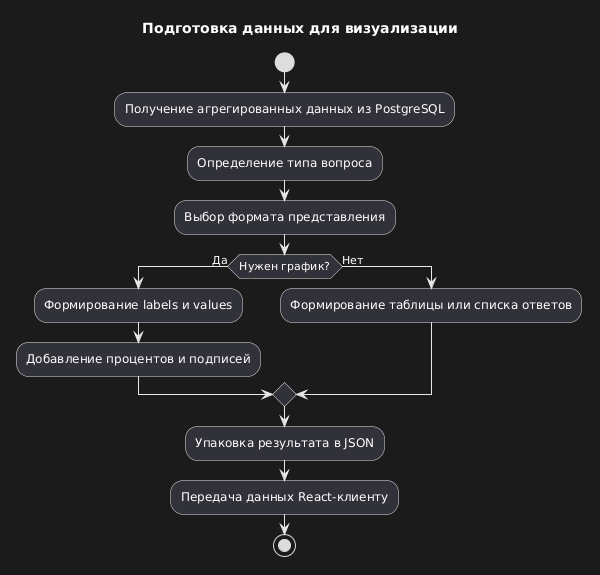 Подготовка данных для визуализации
Получение агрегированных данных из PostgreSQL
Определение типа вопроса
Выбор формата представления
Да
Нужен график?
Нет
Формирование labels и values
Формирование таблицы или списка ответов
Добавление процентов и подписей
Упаковка результата в JSON
Передача данных React-клиенту